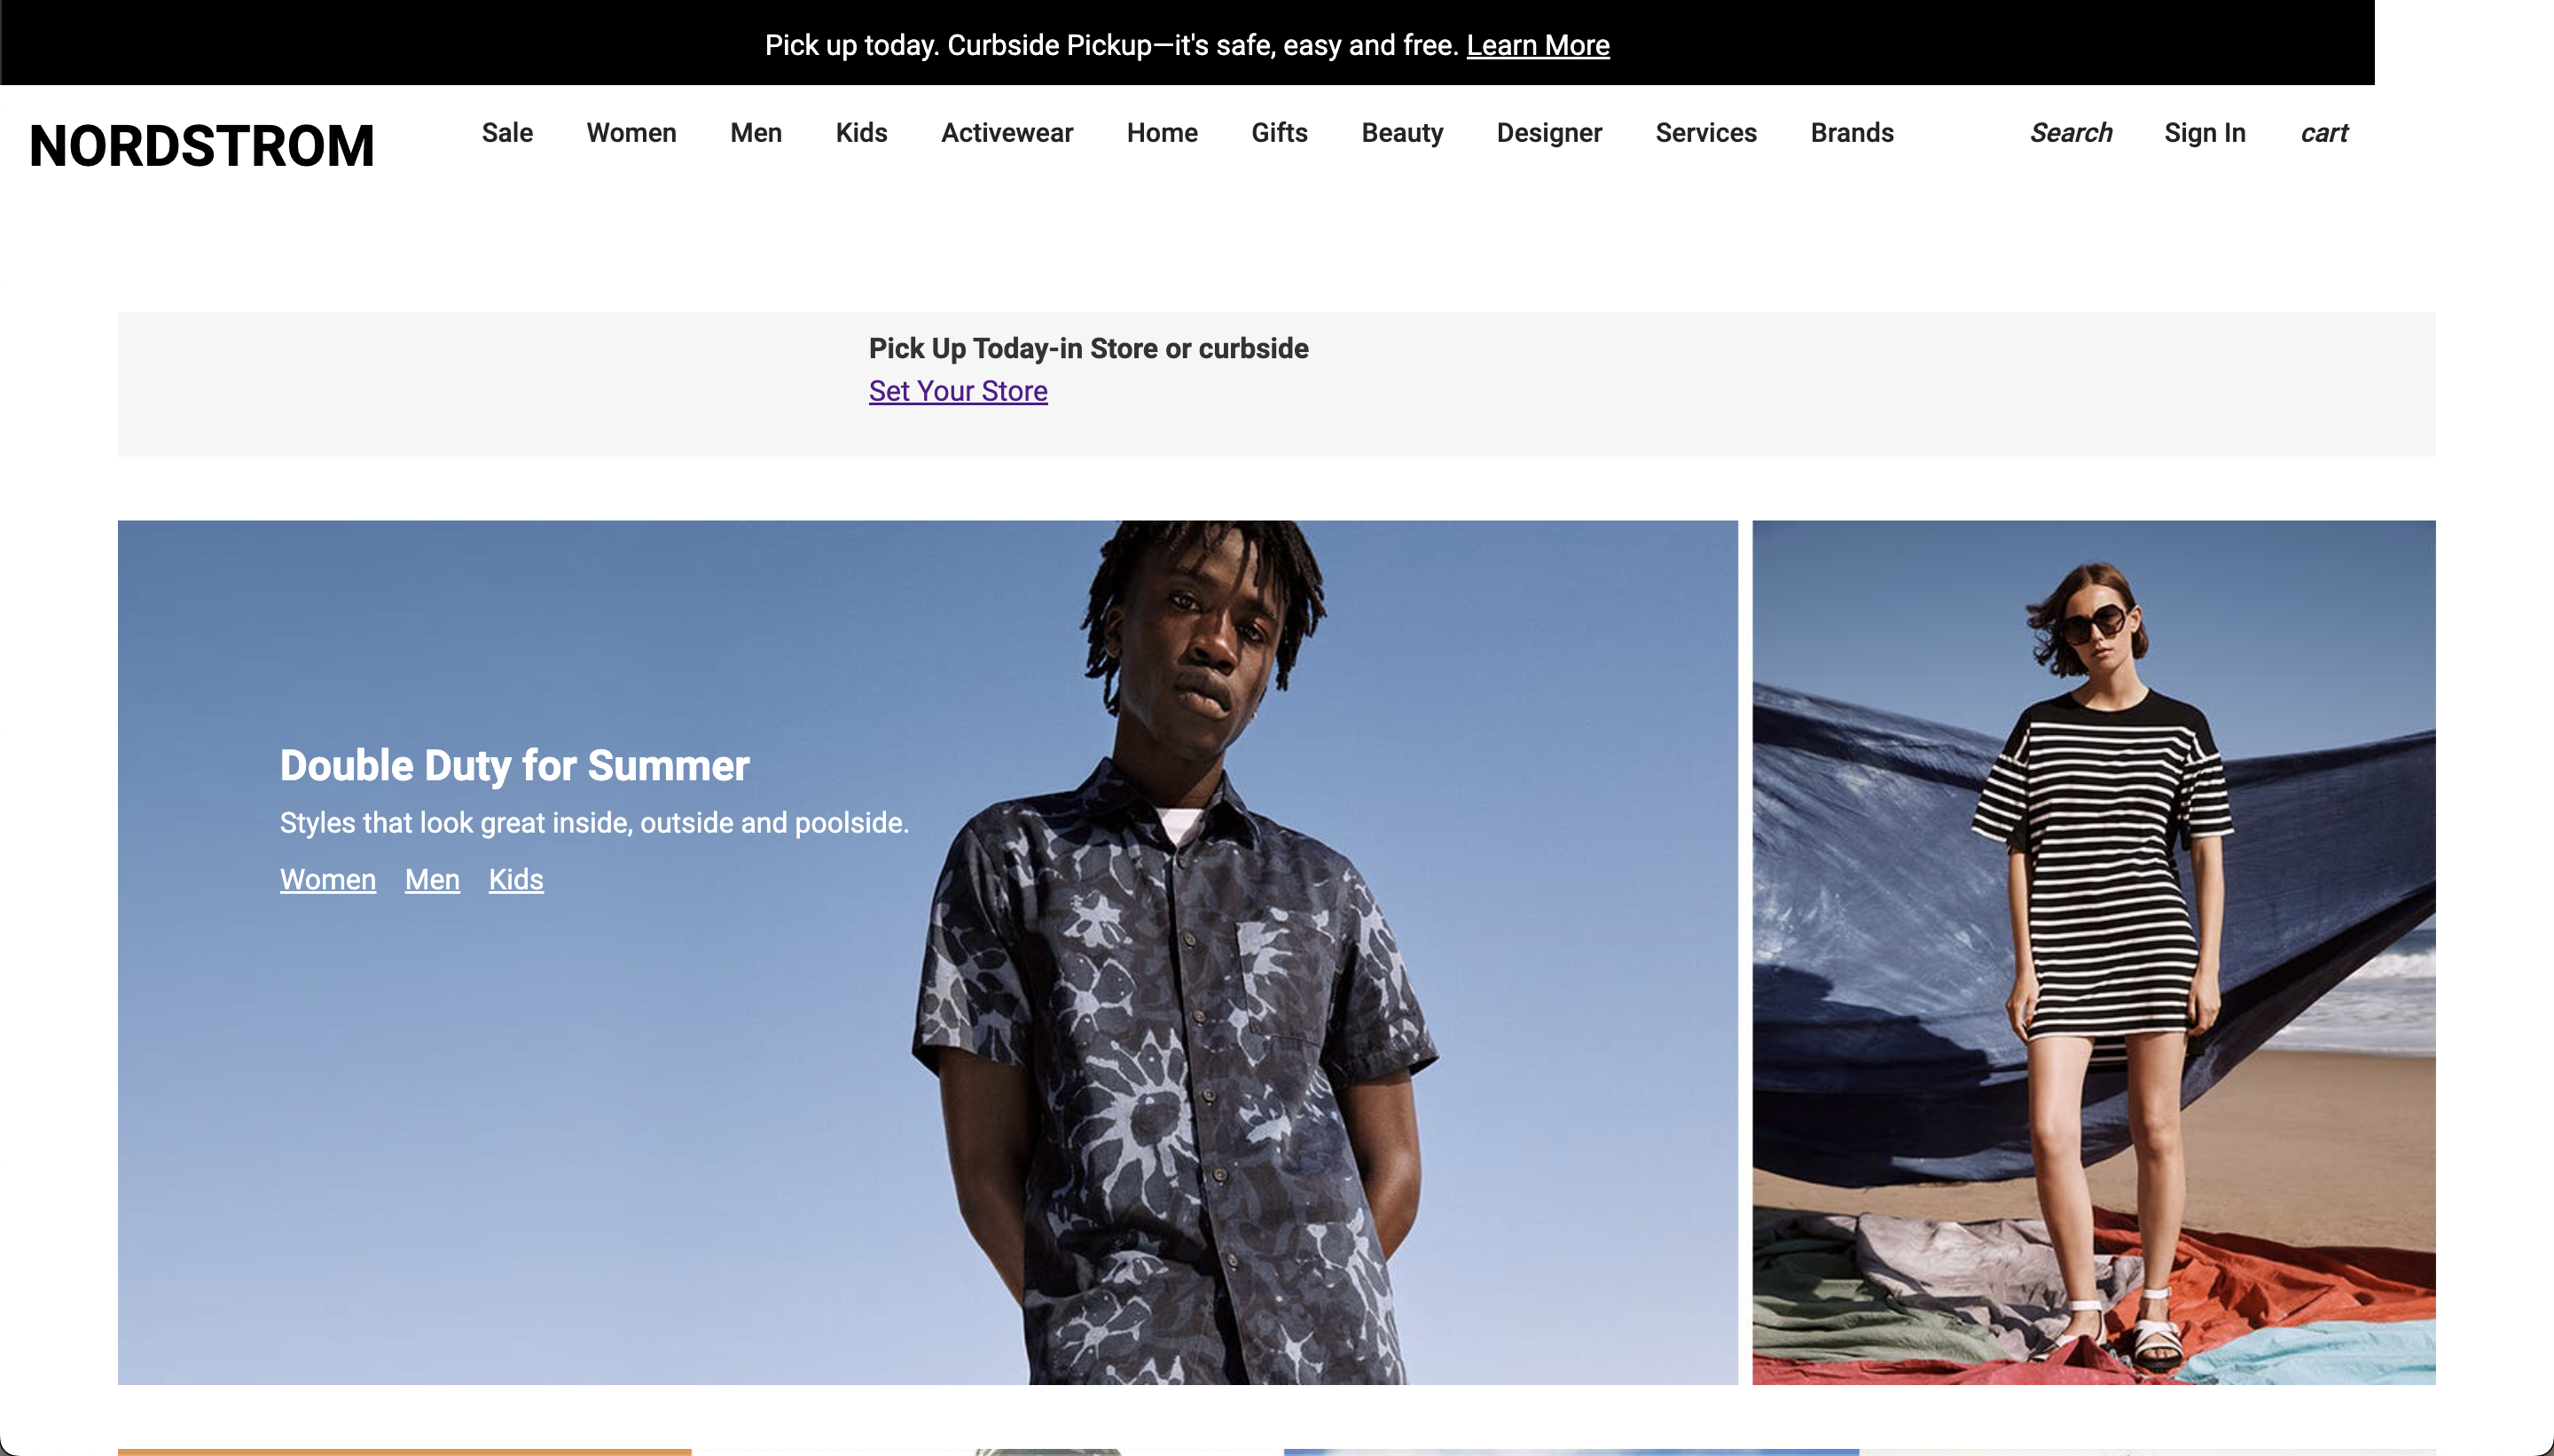 Pick up today. Curbside Pickup—it's safe, easy and free. Learn More
NORDSTROM
Sale Women Men Kids Activewear Home Gifts Beauty Designer Services Brands Search Sign In cart
Pick Up Today-in Store or curbside
Set Your Store
Double Duty for Summer
Styles that look great inside, outside and poolside.
Women Men Kids